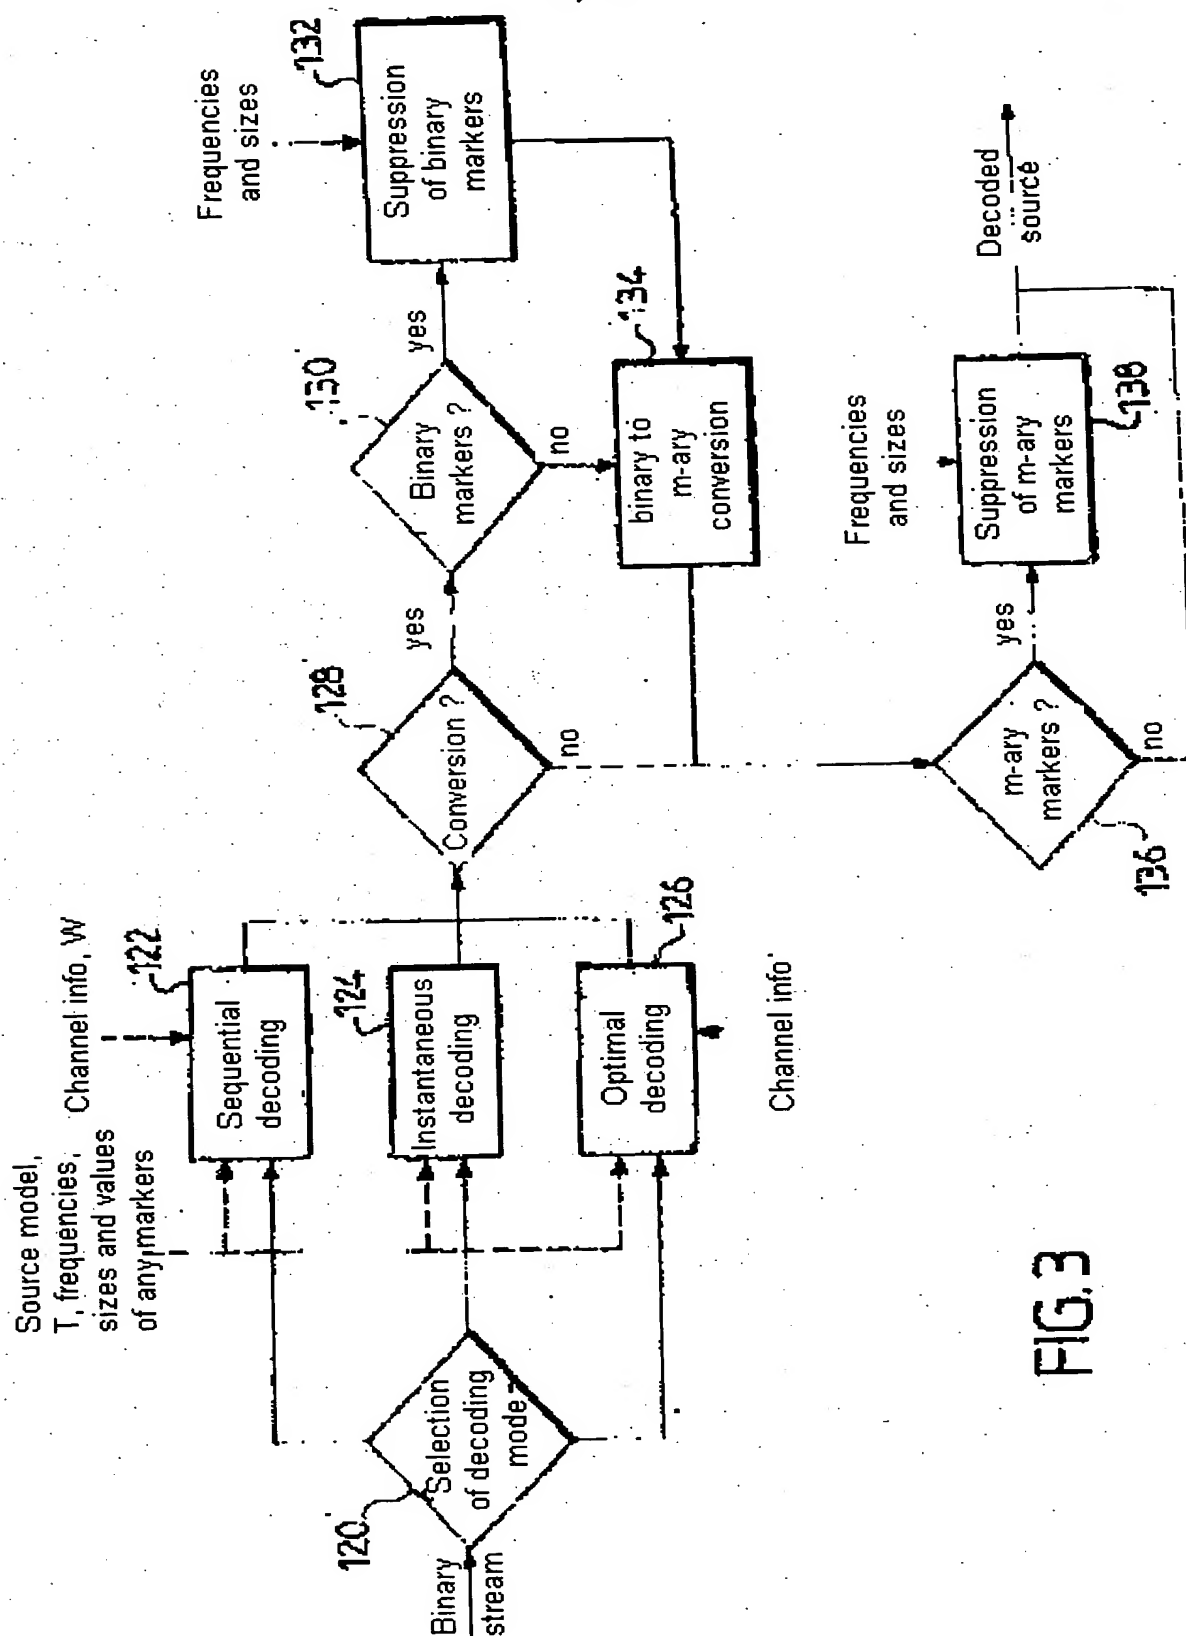 Binary
stream
120
Selection
of decoding
mode
Source model,
T, frequencies,
sizes and values
of any markers
Channel info, W
122
Sequential
decoding
124
Instantaneous
decoding
126
Optimal
decoding
Channel info
128
Conversion ?
yes
no
130
Binary
markers ?
yes
no
Frequencies
and sizes
132
Suppression
of binary
markers
134
binary to
m-ary
conversion
136
m-ary
markers ?
yes
no
Frequencies
and sizes
Suppression
of m-ary
markers
138
Decoded
source
FIG.3